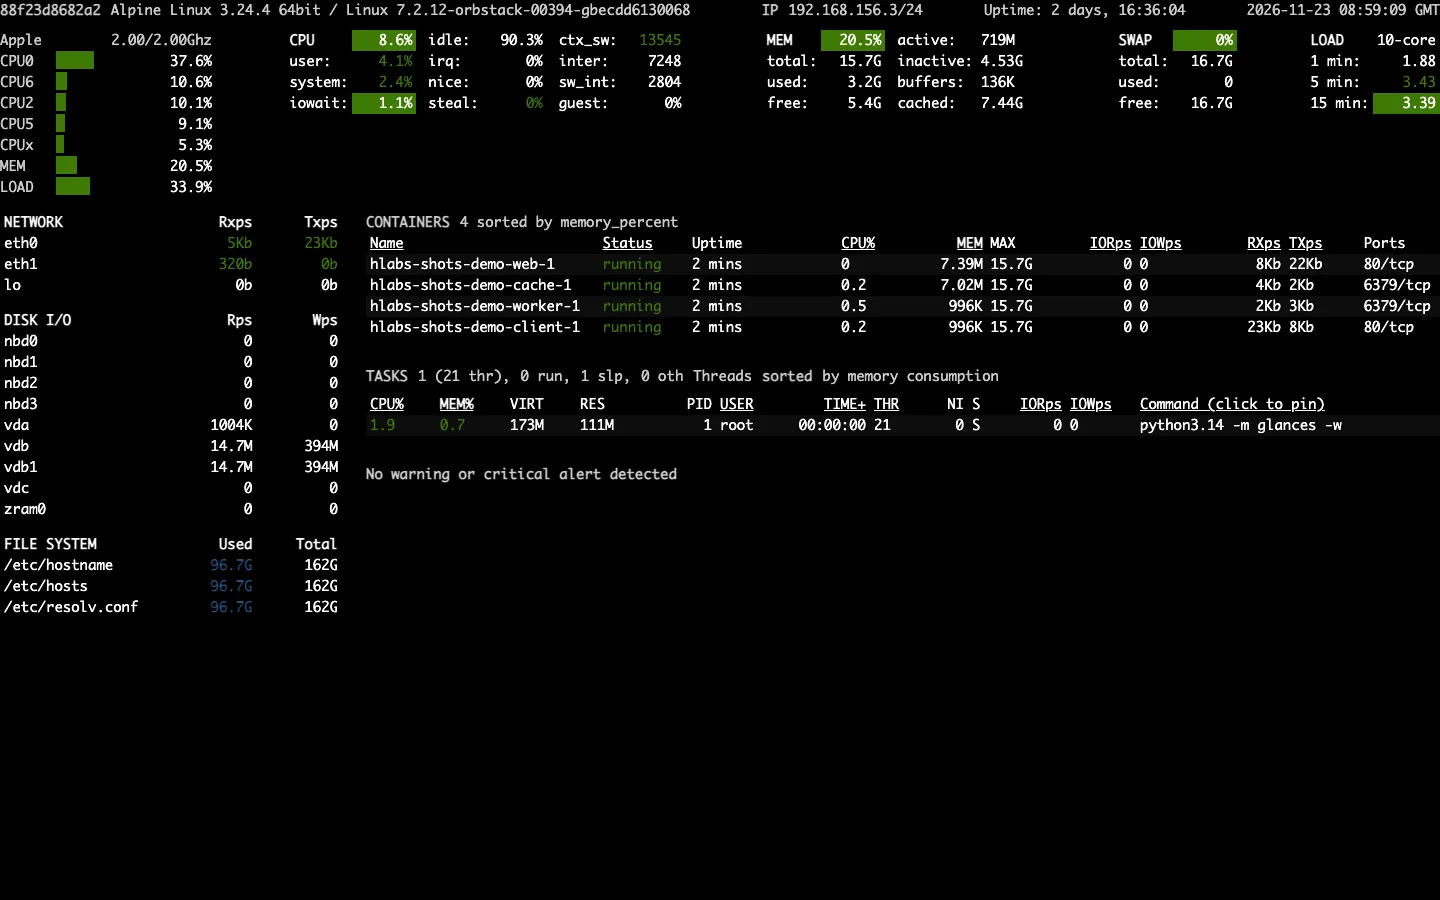 88f23d8682a2 Alpine Linux 3.24.4 64bit / Linux 7.2.12-orbstack-00394-gbecdd6130068 IP 192.168.156.3/24 Uptime: 2 days, 16:36:04 2026-11-23 08:59:09 GMT
Apple 2.00/2.00Ghz CPU 8.6% idle: 90.3% ctx_sw: 13545 MEM 20.5% active: 719M SWAP 0% LOAD 10-core
CPU0 37.6% user: 4.1% irq: 0% inter: 7248 total: 15.7G inactive: 4.53G total: 16.7G 1 min: 1.88
CPU6 10.6% system: 2.4% nice: 0% sw_int: 2804 used: 3.2G buffers: 136K used: 0 5 min: 3.43
CPU2 10.1% iowait: 1.1% steal: 0% guest: 0% free: 5.4G cached: 7.44G free: 16.7G 15 min: 3.39
CPU5 9.1%
CPUx 5.3%
MEM 20.5%
LOAD 33.9%
NETWORK Rxps Txps
eth0 5Kb 23Kb
eth1 320b 0b
lo 0b 0b
DISK I/O Rps Wps
nbd0 0 0
nbd1 0 0
nbd2 0 0
nbd3 0 0
vda 1004K 0
vdb 14.7M 394M
vdb1 14.7M 394M
vdc 0 0
zram0 0 0
FILE SYSTEM Used Total
/etc/hostname 96.7G 162G
/etc/hosts 96.7G 162G
/etc/resolv.conf 96.7G 162G
CONTAINERS 4 sorted by memory_percent
Name Status Uptime CPU% MEM MAX IORps IOWps RXps TXps Ports
hlabs-shots-demo-web-1 running 2 mins 0 7.39M 15.7G 0 0 8Kb 22Kb 80/tcp
hlabs-shots-demo-cache-1 running 2 mins 0.2 7.02M 15.7G 0 0 4Kb 2Kb 6379/tcp
hlabs-shots-demo-worker-1 running 2 mins 0.5 996K 15.7G 0 0 2Kb 3Kb 6379/tcp
hlabs-shots-demo-client-1 running 2 mins 0.2 996K 15.7G 0 0 23Kb 8Kb 80/tcp
TASKS 1 (21 thr), 0 run, 1 slp, 0 oth Threads sorted by memory consumption
CPU% MEM% VIRT RES PID USER TIME+ THR NI S IORps IOWps Command (click to pin)
1.9 0.7 173M 111M 1 root 00:00:00 21 0 S 0 0 python3.14 -m glances -w
No warning or critical alert detected